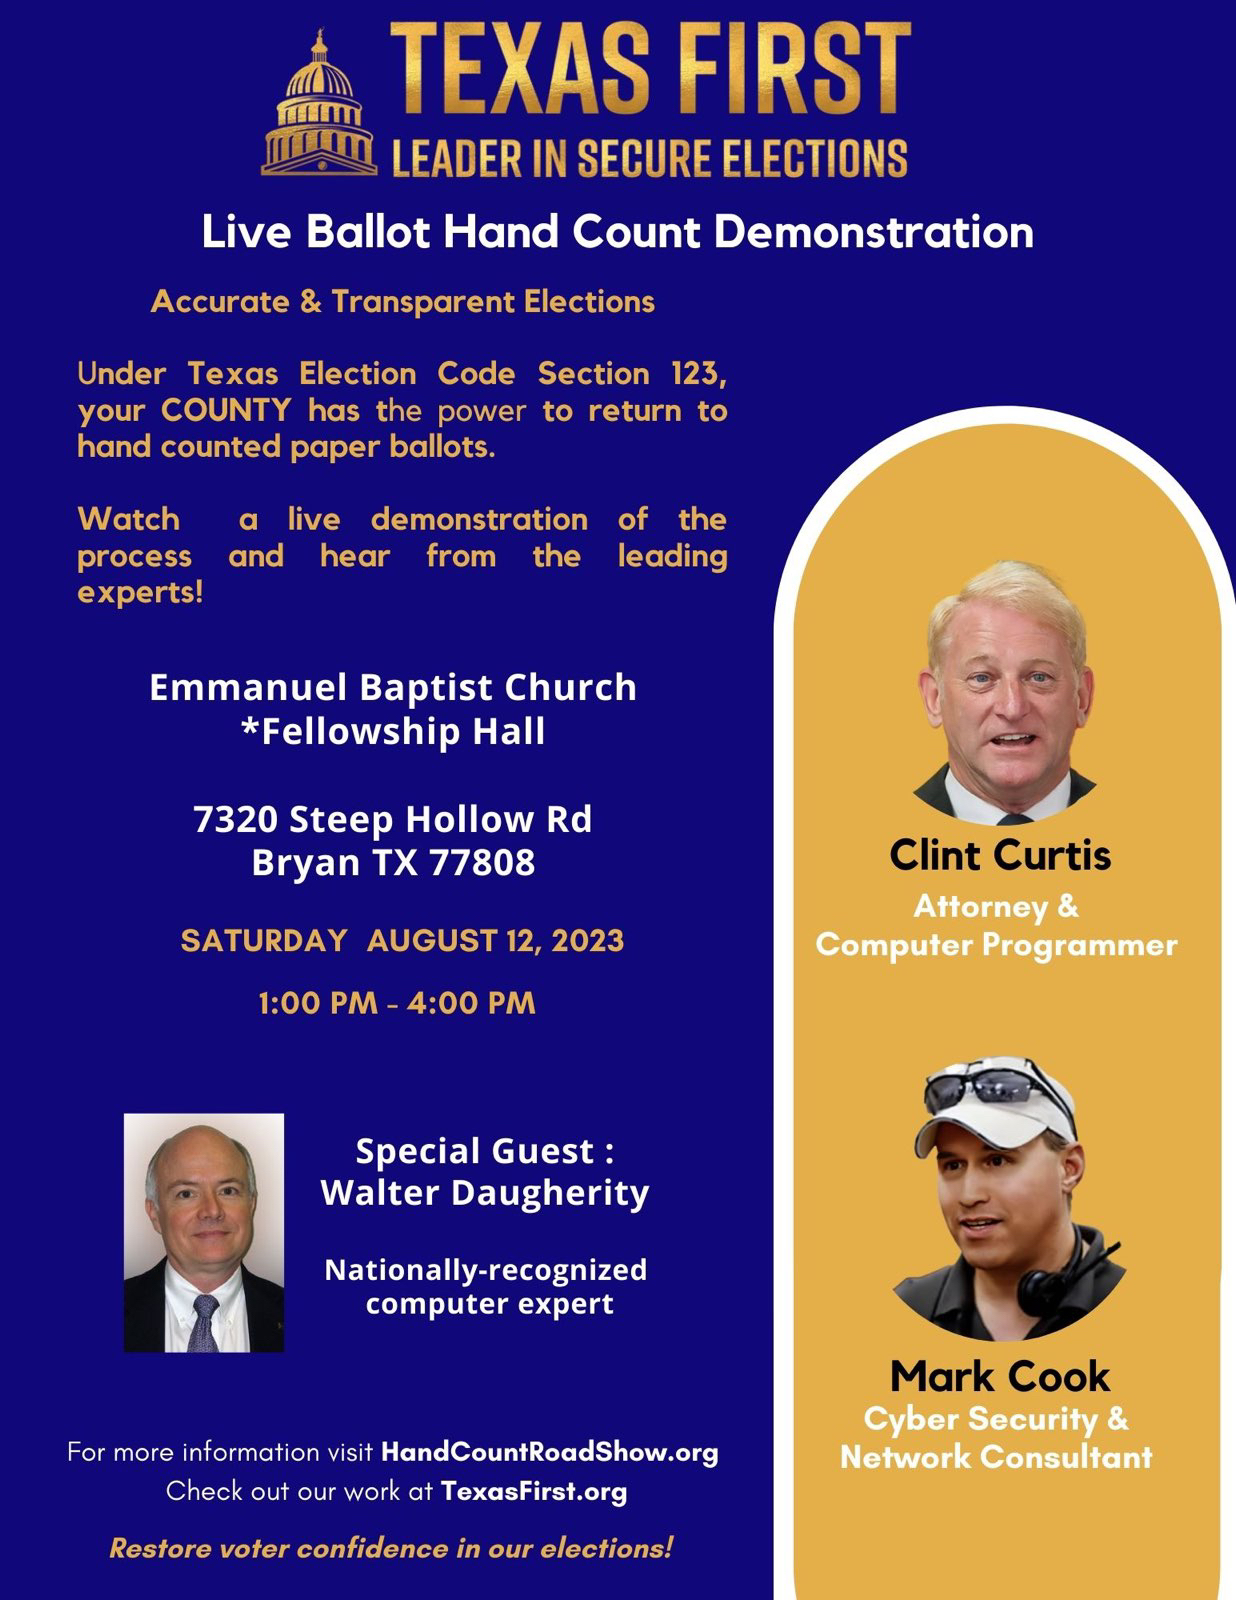 TEXAS FIRST
LEADER IN SECURE ELECTIONS
Live Ballot Hand Count Demonstration
Accurate & Transparent Elections
Under Texas Election Code Section 123,
your COUNTY has the power to return to
hand counted paper ballots.
Watch a live demonstration of the
process and hear from the leading
experts!
Emmanuel Baptist Church
*Fellowship Hall
7320 Steep Hollow Rd
Bryan TX 77808
SATURDAY AUGUST 12, 2023
1:00 PM - 4:00 PM
Special Guest :
Walter Daugherity
Nationally-recognized
computer expert
For more information visit HandCountRoadShow.org
Check out our work at TexasFirst.org
Restore voter confidence in our elections!
Clint Curtis
Attorney &
Computer Programmer
Mark Cook
Cyber Security &
Network Consultant